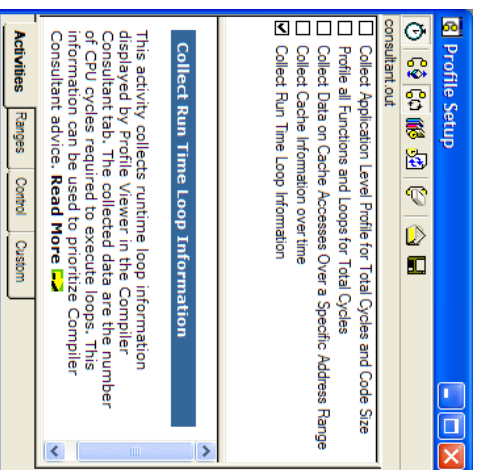 Profile Setup
consultant.out
Collect Application Level Profile for Total Cycles and Code Size
Profile all Functions and Loops for Total Cycles
Collect Data on Cache Accesses Over a Specific Address Range
Collect Cache Information over time
Collect Run Time Loop Information
Collect Run Time Loop Information
This activity collects runtime loop information
displayed by Profile Viewer in the Compiler
Consultant tab. The collected data are the number
of CPU cycles required to execute loops. This
information can be used to prioritize Compiler
Consultant advice. Read More
Activities Ranges Control Custom